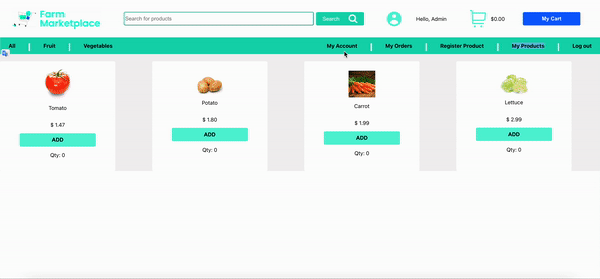 Farm
Marketplace
Search for products
Search
Hello, Admin
$0.00
My Cart
All
Fruit
Vegetables
My Account
My Orders
Register Product
My Products
Log out
Tomato
$ 1.47
ADD
Qty: 0
Potato
$ 1.80
ADD
Qty: 0
Carrot
$ 1.99
ADD
Qty: 0
Lettuce
$ 2.99
ADD
Qty: 0